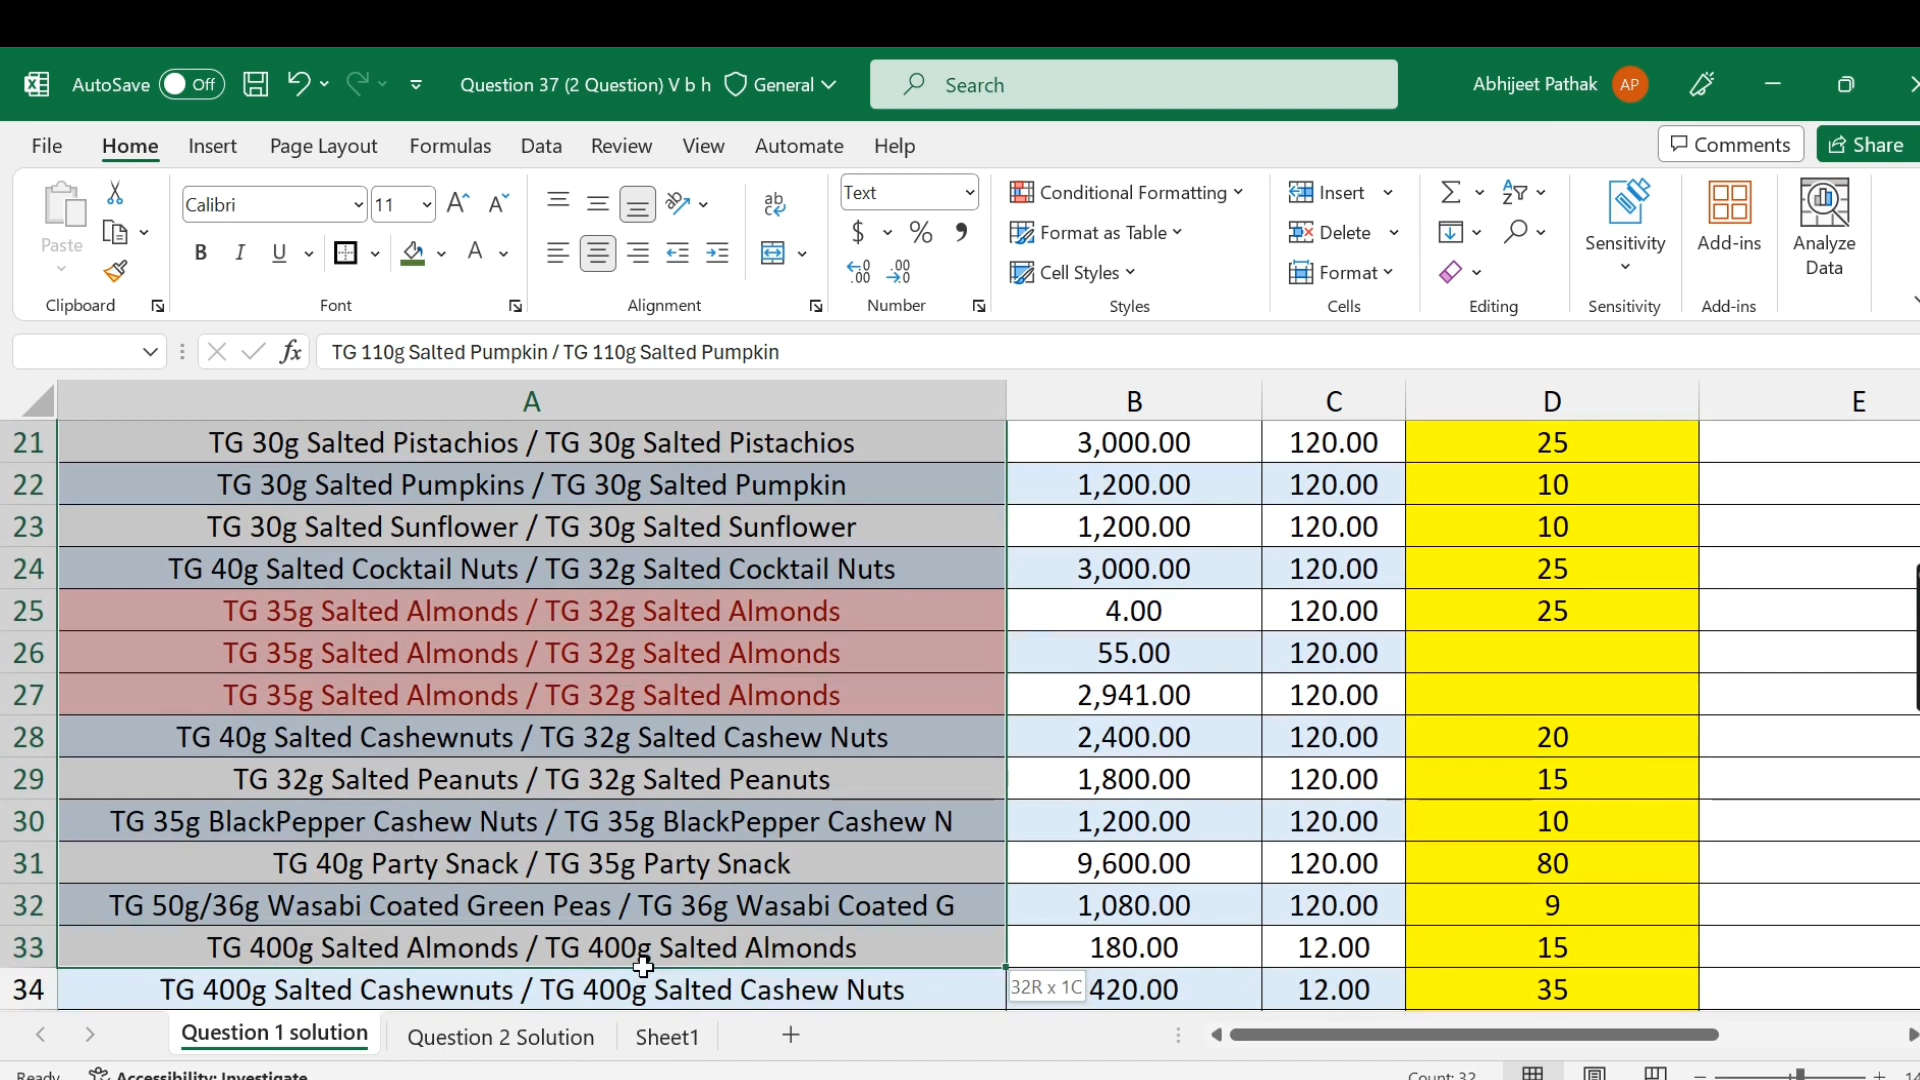 AutoSave Off Question 37 (2 Question) V b h General Search Abhijeet Pathak AP
File Home Insert Page Layout Formulas Data Review View Automate Help Comments Share
Paste Calibri 11 Text Conditional Formatting Format as Table Cell Styles Insert Delete Format Sensitivity Add-ins Analyze Data
Clipboard Font Alignment Number Styles Cells Editing Sensitivity Add-ins
fx TG 110g Salted Pumpkin / TG 110g Salted Pumpkin
A B C D E
21 TG 30g Salted Pistachios / TG 30g Salted Pistachios 3,000.00 120.00 25
22 TG 30g Salted Pumpkins / TG 30g Salted Pumpkin 1,200.00 120.00 10
23 TG 30g Salted Sunflower / TG 30g Salted Sunflower 1,200.00 120.00 10
24 TG 40g Salted Cocktail Nuts / TG 32g Salted Cocktail Nuts 3,000.00 120.00 25
25 TG 35g Salted Almonds / TG 32g Salted Almonds 4.00 120.00 25
26 TG 35g Salted Almonds / TG 32g Salted Almonds 55.00 120.00
27 TG 35g Salted Almonds / TG 32g Salted Almonds 2,941.00 120.00
28 TG 40g Salted Cashewnuts / TG 32g Salted Cashew Nuts 2,400.00 120.00 20
29 TG 32g Salted Peanuts / TG 32g Salted Peanuts 1,800.00 120.00 15
30 TG 35g BlackPepper Cashew Nuts / TG 35g BlackPepper Cashew N 1,200.00 120.00 10
31 TG 40g Party Snack / TG 35g Party Snack 9,600.00 120.00 80
32 TG 50g/36g Wasabi Coated Green Peas / TG 36g Wasabi Coated G 1,080.00 120.00 9
33 TG 400g Salted Almonds / TG 400g Salted Almonds 180.00 12.00 15
34 TG 400g Salted Cashewnuts / TG 400g Salted Cashew Nuts 32R x 1C 420.00 12.00 35
Question 1 solution Question 2 Solution Sheet1
Ready Accessibility: Investigate Count: 32